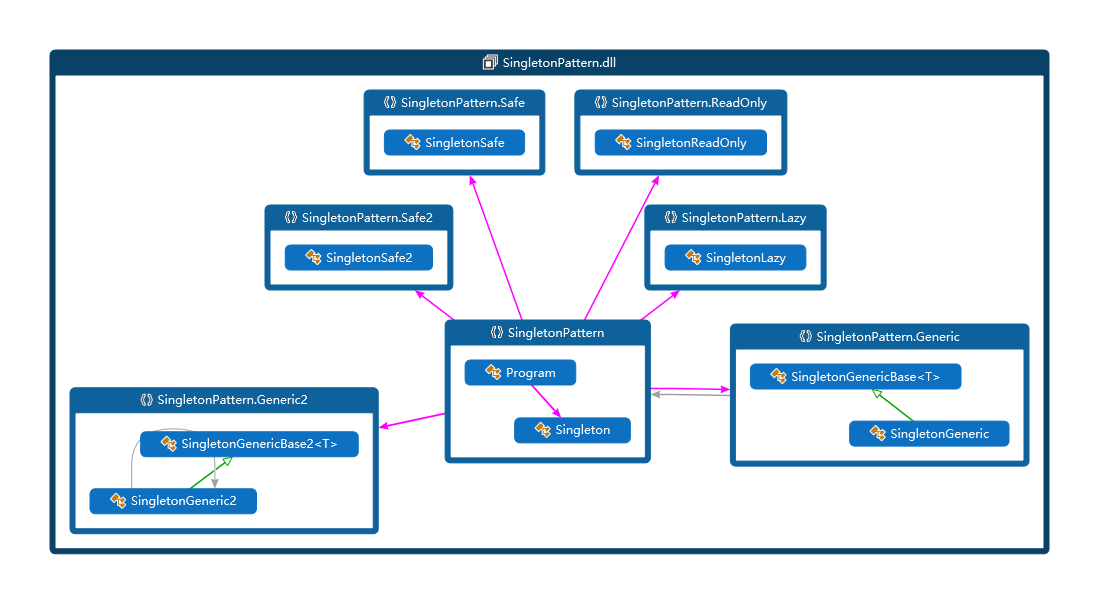 SingletonPattern.dll
SingletonPattern.Safe
SingletonSafe
SingletonPattern.ReadOnly
SingletonReadOnly
SingletonPattern.Safe2
SingletonSafe2
SingletonPattern.Lazy
SingletonLazy
SingletonPattern
Program
Singleton
SingletonPattern.Generic
SingletonGenericBase<T>
SingletonGeneric
SingletonPattern.Generic2
SingletonGenericBase2<T>
SingletonGeneric2